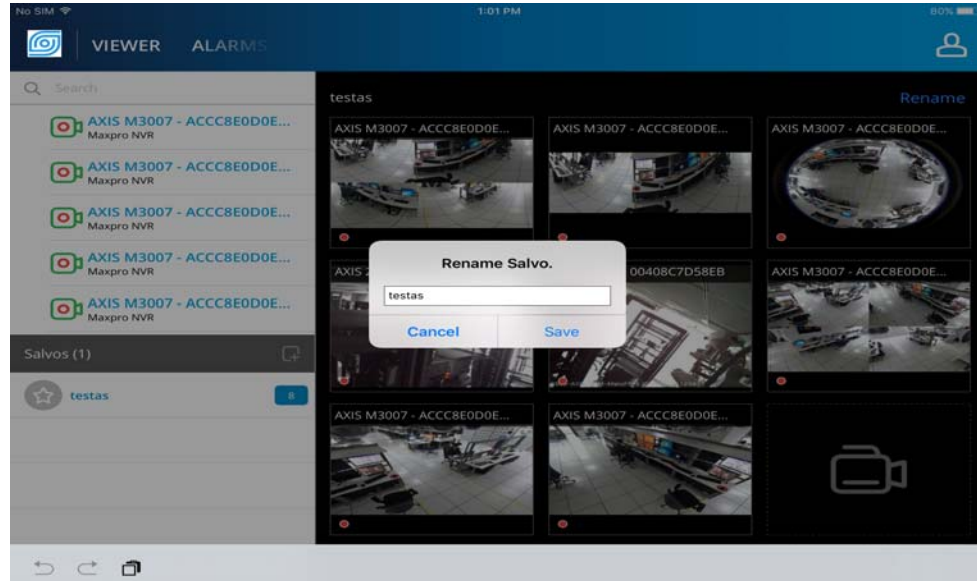 No SIM
1:01 PM
80%
VIEWER ALARMS
Search
AXIS M3007 - ACCC8E0D0E...
Maxpro NVR
AXIS M3007 - ACCC8E0D0E...
Maxpro NVR
AXIS M3007 - ACCC8E0D0E...
Maxpro NVR
AXIS M3007 - ACCC8E0D0E...
Maxpro NVR
AXIS M3007 - ACCC8E0D0E...
Maxpro NVR
Salvos (1)
testas
8
testas
Rename
AXIS M3007 - ACCC8E0D0E...
AXIS M3007 - ACCC8E0D0E...
AXIS M3007 - ACCC8E0D0E...
AXIS
00408C7D58EB
AXIS M3007 - ACCC8E0D0E...
AXIS M3007 - ACCC8E0D0E...
AXIS M3007 - ACCC8E0D0E...
Rename Salvo.
testas
Cancel
Save